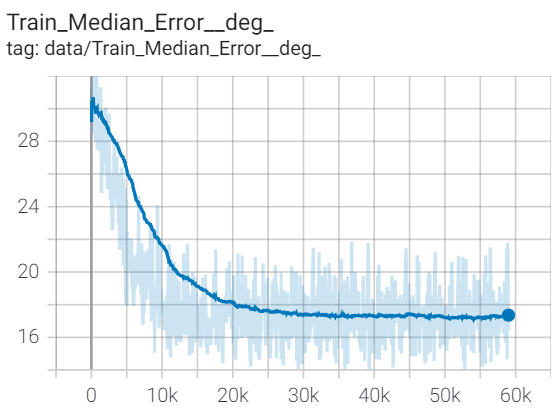 Train_Median_Error__deg_
tag: data/Train_Median_Error__deg_
28
24
20
16
0 10k 20k 30k 40k 50k 60k